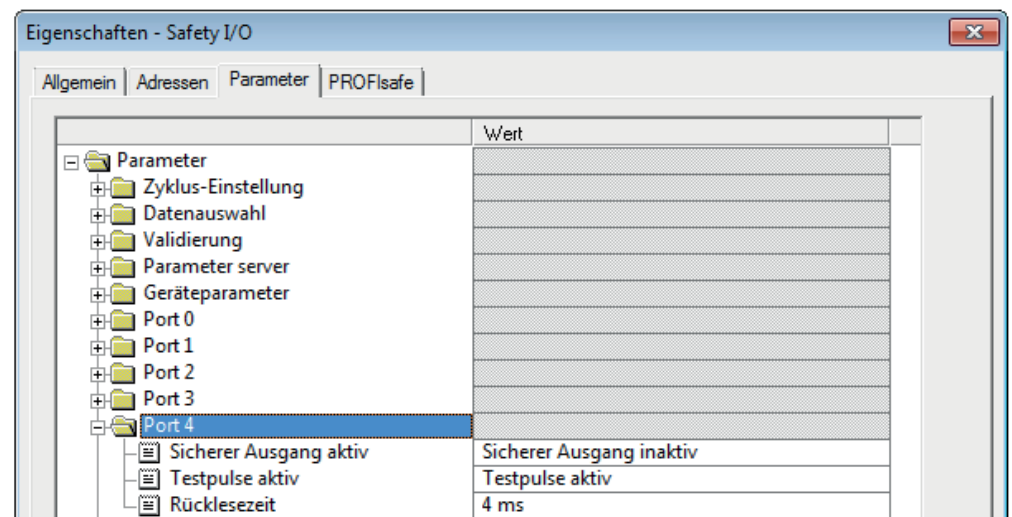 Eigenschaften - Safety I/O
Allgemein Adressen Parameter PROFIsafe
Wert
Parameter
Zyklus-Einstellung
Datenauswahl
Validierung
Parameter server
Geräteparameter
Port 0
Port 1
Port 2
Port 3
Port 4
Sicherer Ausgang aktiv Sicherer Ausgang inaktiv
Testpulse aktiv Testpulse aktiv
Rücklesezeit 4 ms